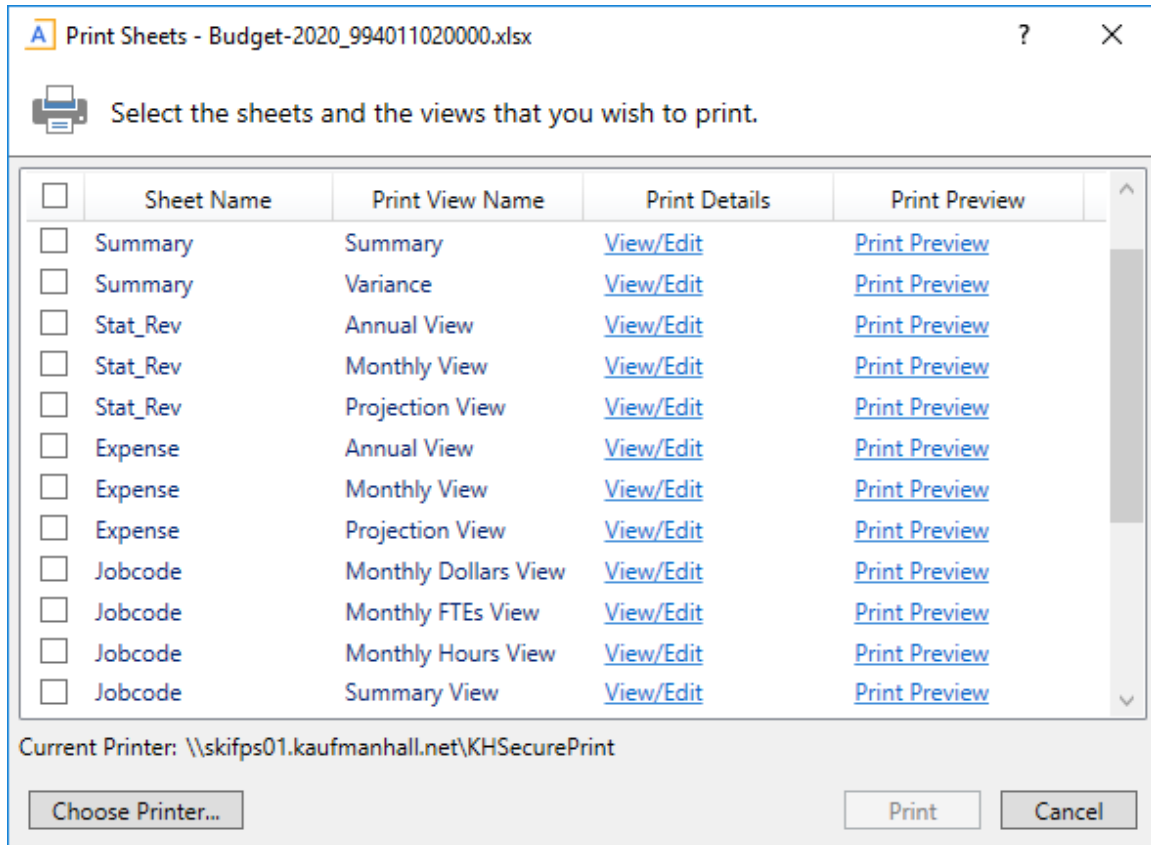 A Print Sheets - Budget-2020_994011020000.xlsx ?
Select the sheets and the views that you wish to print.
Sheet Name Print View Name Print Details Print Preview
Summary Summary View/Edit Print Preview
Summary Variance View/Edit Print Preview
Stat_Rev Annual View View/Edit Print Preview
Stat_Rev Monthly View View/Edit Print Preview
Stat_Rev Projection View View/Edit Print Preview
Expense Annual View View/Edit Print Preview
Expense Monthly View View/Edit Print Preview
Expense Projection View View/Edit Print Preview
Jobcode Monthly Dollars View View/Edit Print Preview
Jobcode Monthly FTEs View View/Edit Print Preview
Jobcode Monthly Hours View View/Edit Print Preview
Jobcode Summary View View/Edit Print Preview
Current Printer: \\skifps01.kaufmanhall.net\KHSecurePrint
Choose Printer... Print Cancel